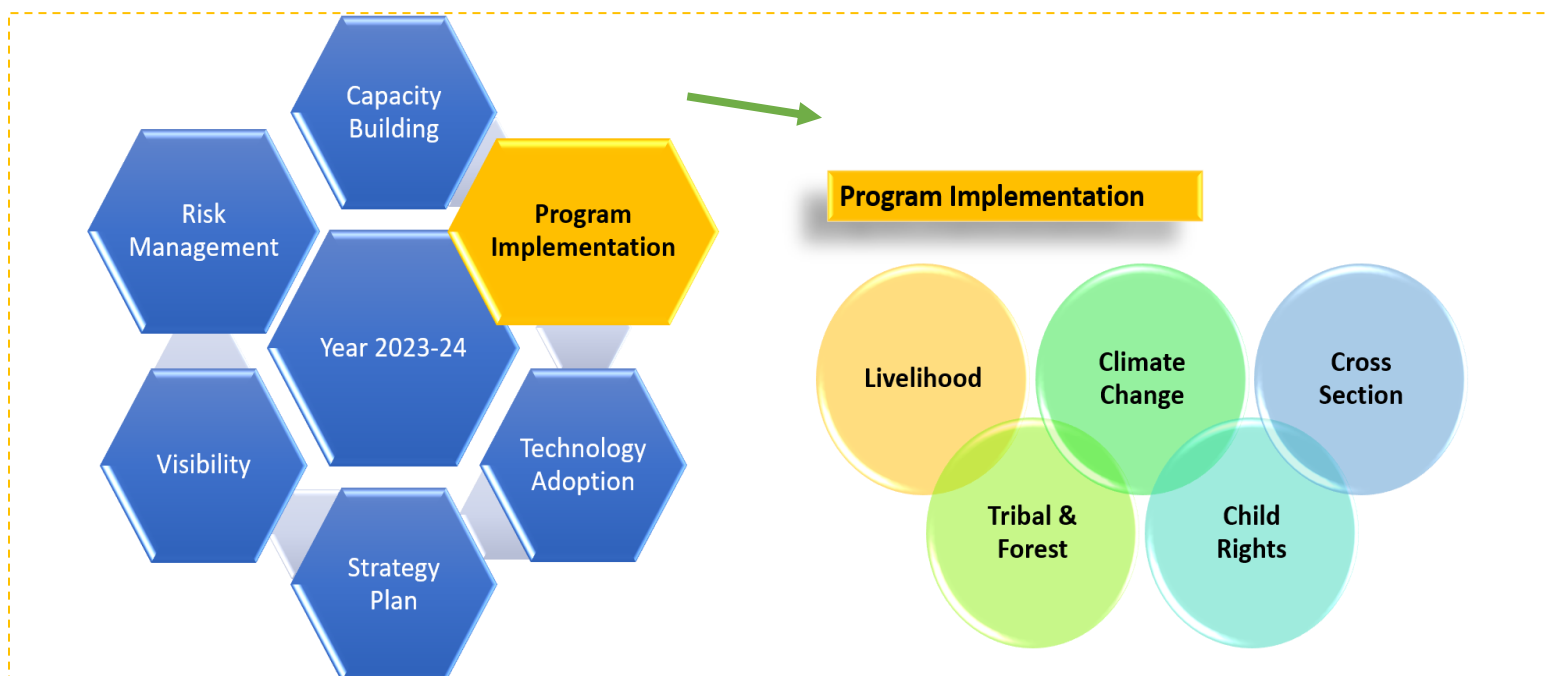 Capacity
Building
Risk
Management
Program
Implementation
Year 2023-24
Visibility
Technology
Adoption
Strategy
Plan
Program Implementation
Livelihood
Climate
Change
Cross
Section
Tribal &
Forest
Child
Rights